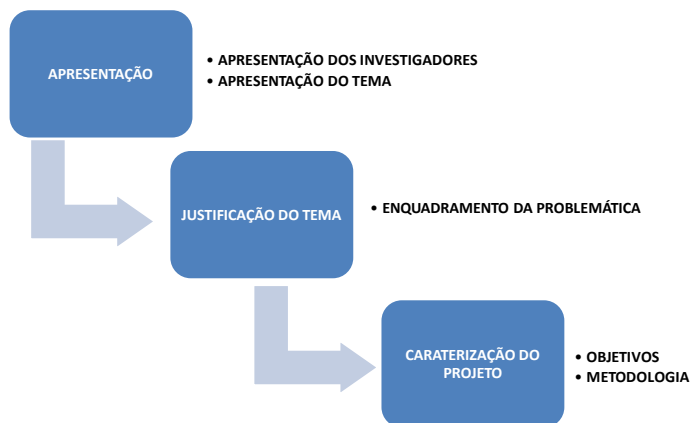 APRESENTAÇÃO
• APRESENTAÇÃO DOS INVESTIGADORES
• APRESENTAÇÃO DO TEMA
JUSTIFICAÇÃO DO TEMA
• ENQUADRAMENTO DA PROBLEMÁTICA
CARATERIZAÇÃO DO
PROJETO
• OBJETIVOS
• METODOLOGIA